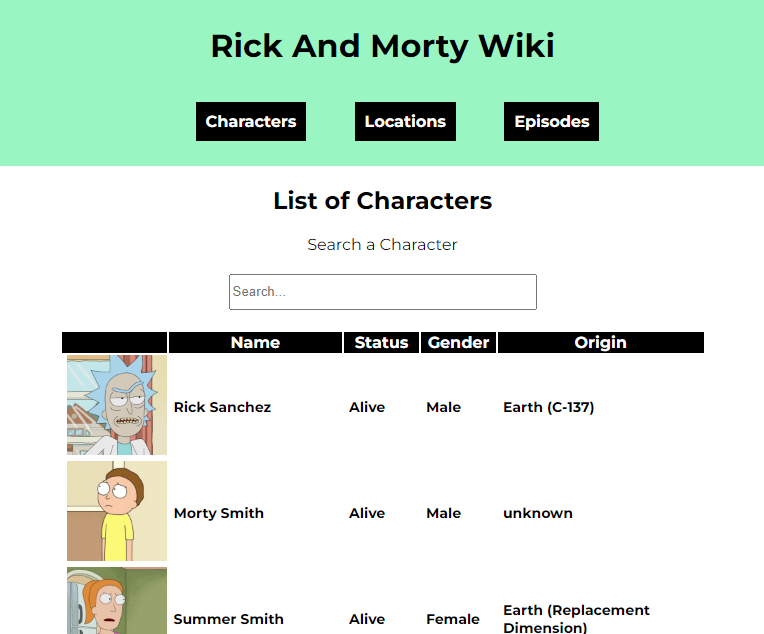 Rick And Morty Wiki
Characters Locations Episodes
List of Characters
Search a Character
Search...
Name Status Gender Origin
Rick Sanchez Alive Male Earth (C-137)
Morty Smith Alive Male unknown
Summer Smith Alive Female Earth (Replacement
Dimension)